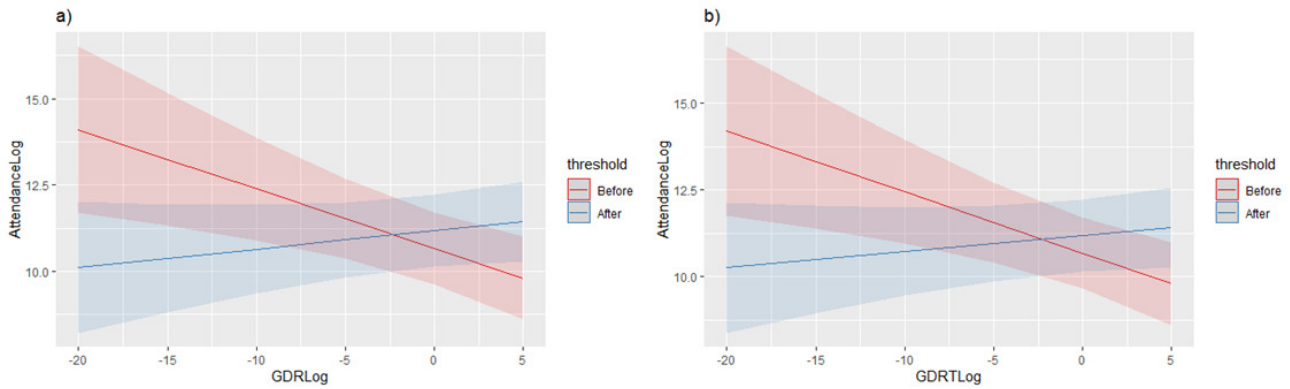 a)
AttendanceLog
15.0
12.5
10.0
-20 -15 -10 -5 0 5
GDRLog
threshold
Before
After
b)
AttendanceLog
15.0
12.5
10.0
-20 -15 -10 -5 0 5
GDRTLog
threshold
Before
After